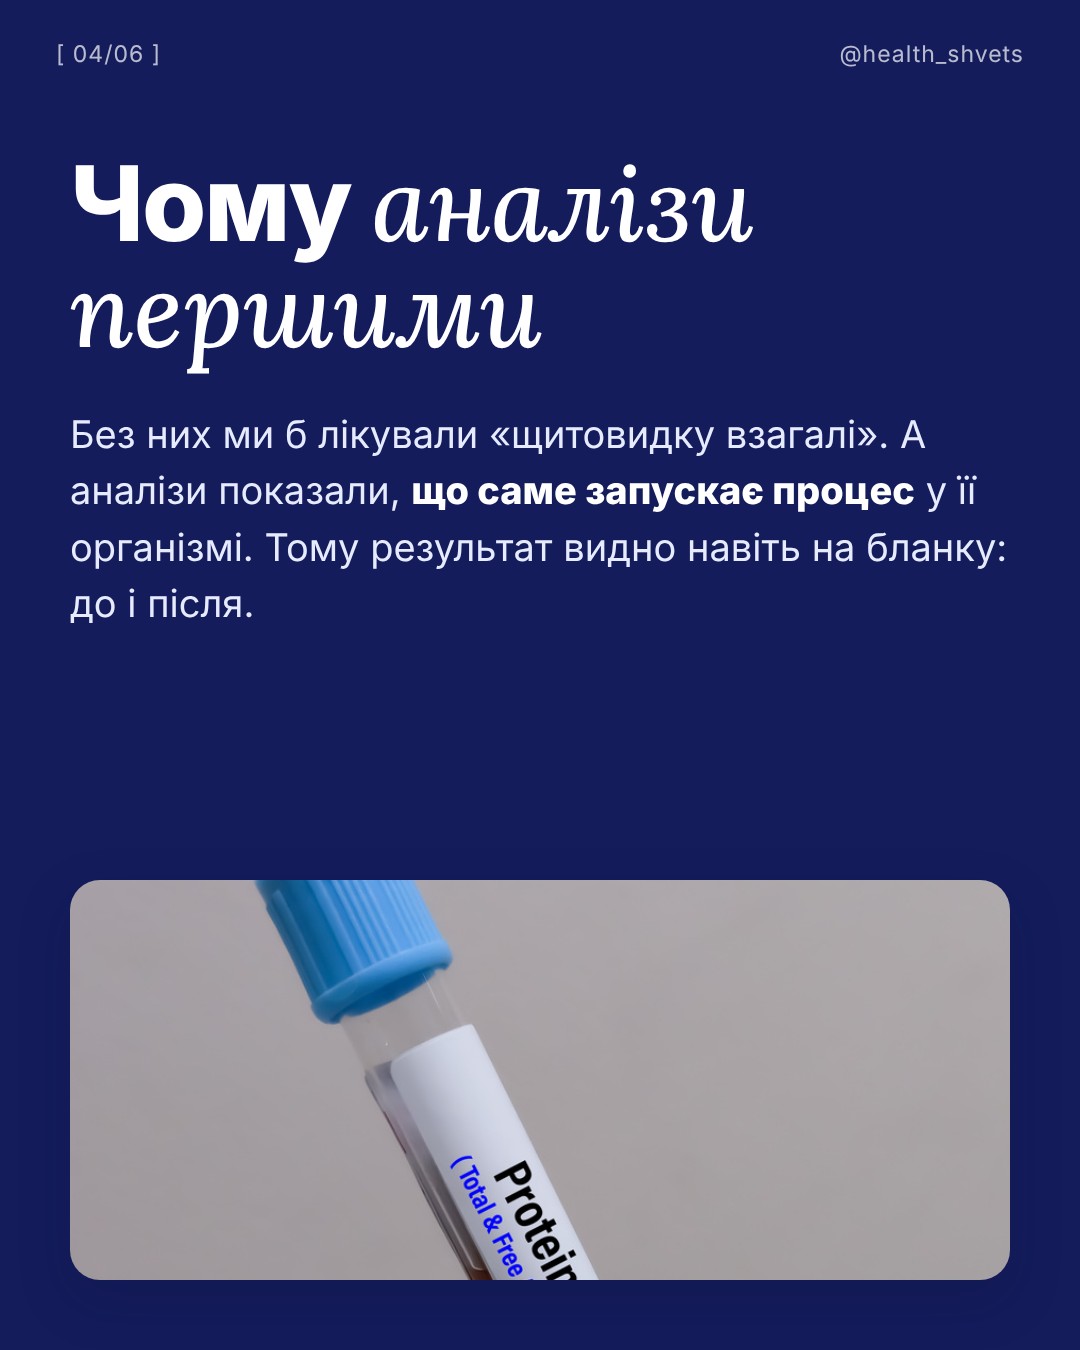 [ 04/06 ]
@health_shvets
Чому аналізи
першими
Без них ми б лікували «щитовидку взагалі». А
аналізи показали, що саме запускає процес у її
організмі. Тому результат видно навіть на бланку:
до і після.
Protein
( Total & Free